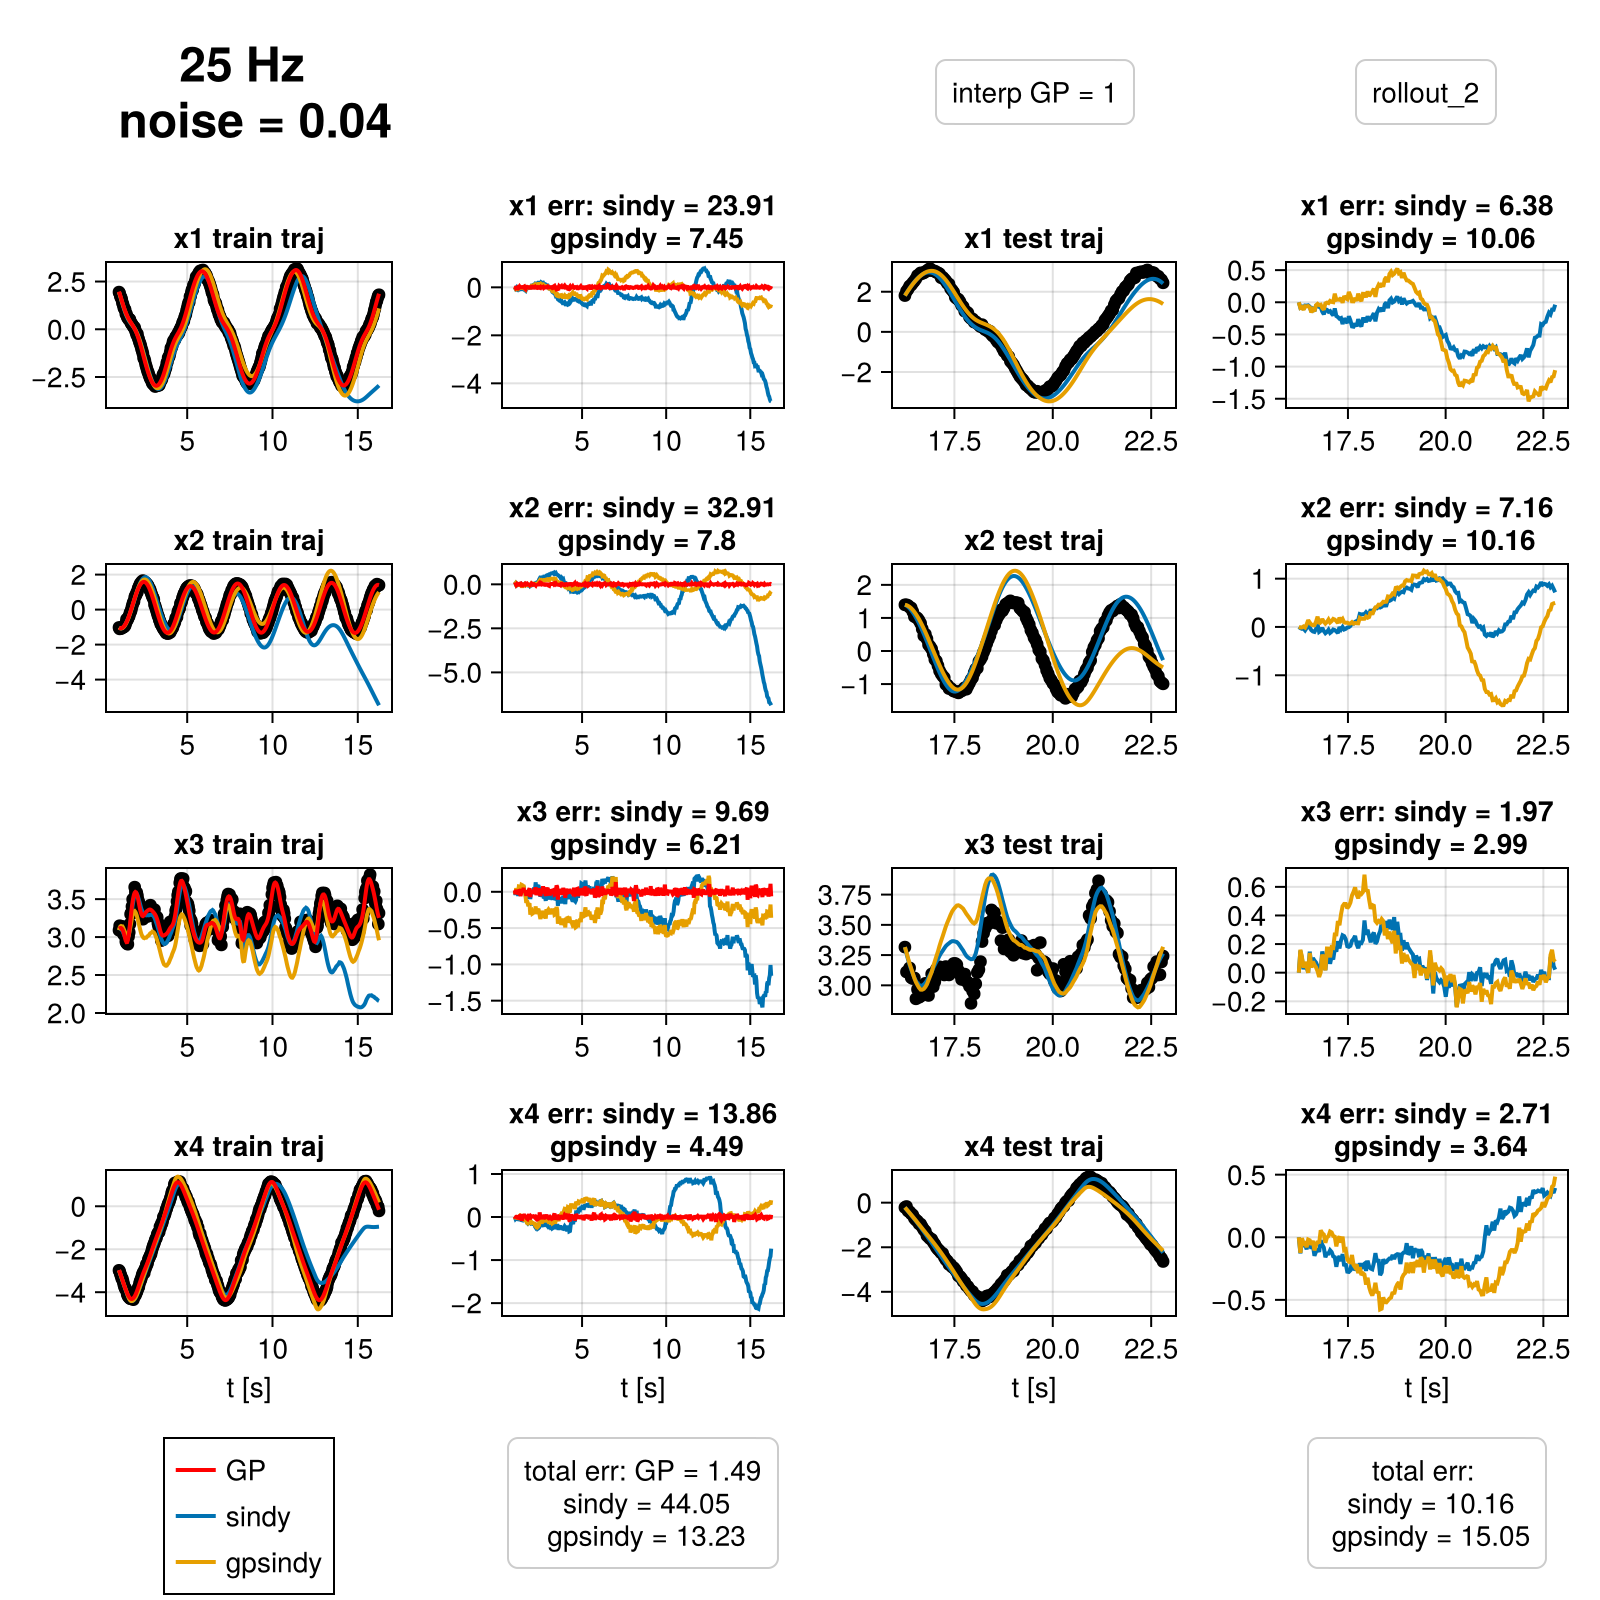 25 Hz
noise = 0.04
interp GP = 1
rollout_2
x1 train traj
2.5
0.0
−2.5
5 10 15
x1 err: sindy = 23.91
gpsindy = 7.45
0
−2
−4
5 10 15
x1 test traj
2
0
−2
17.5 20.0 22.5
x1 err: sindy = 6.38
gpsindy = 10.06
0.5
0.0
−0.5
−1.0
−1.5
17.5 20.0 22.5
x2 train traj
2
0
−2
−4
5 10 15
x2 err: sindy = 32.91
gpsindy = 7.8
0.0
−2.5
−5.0
5 10 15
x2 test traj
2
1
0
−1
17.5 20.0 22.5
x2 err: sindy = 7.16
gpsindy = 10.16
1
0
−1
17.5 20.0 22.5
x3 train traj
3.5
3.0
2.5
2.0
5 10 15
x3 err: sindy = 9.69
gpsindy = 6.21
0.0
−0.5
−1.0
−1.5
5 10 15
x3 test traj
3.75
3.50
3.25
3.00
17.5 20.0 22.5
x3 err: sindy = 1.97
gpsindy = 2.99
0.6
0.4
0.2
0.0
−0.2
17.5 20.0 22.5
x4 train traj
0
−2
−4
5 10 15
t [s]
x4 err: sindy = 13.86
gpsindy = 4.49
1
0
−1
−2
5 10 15
t [s]
x4 test traj
0
−2
−4
17.5 20.0 22.5
t [s]
x4 err: sindy = 2.71
gpsindy = 3.64
0.5
0.0
−0.5
17.5 20.0 22.5
t [s]
GP
sindy
gpsindy
total err: GP = 1.49
sindy = 44.05
gpsindy = 13.23
total err:
sindy = 10.16
gpsindy = 15.05